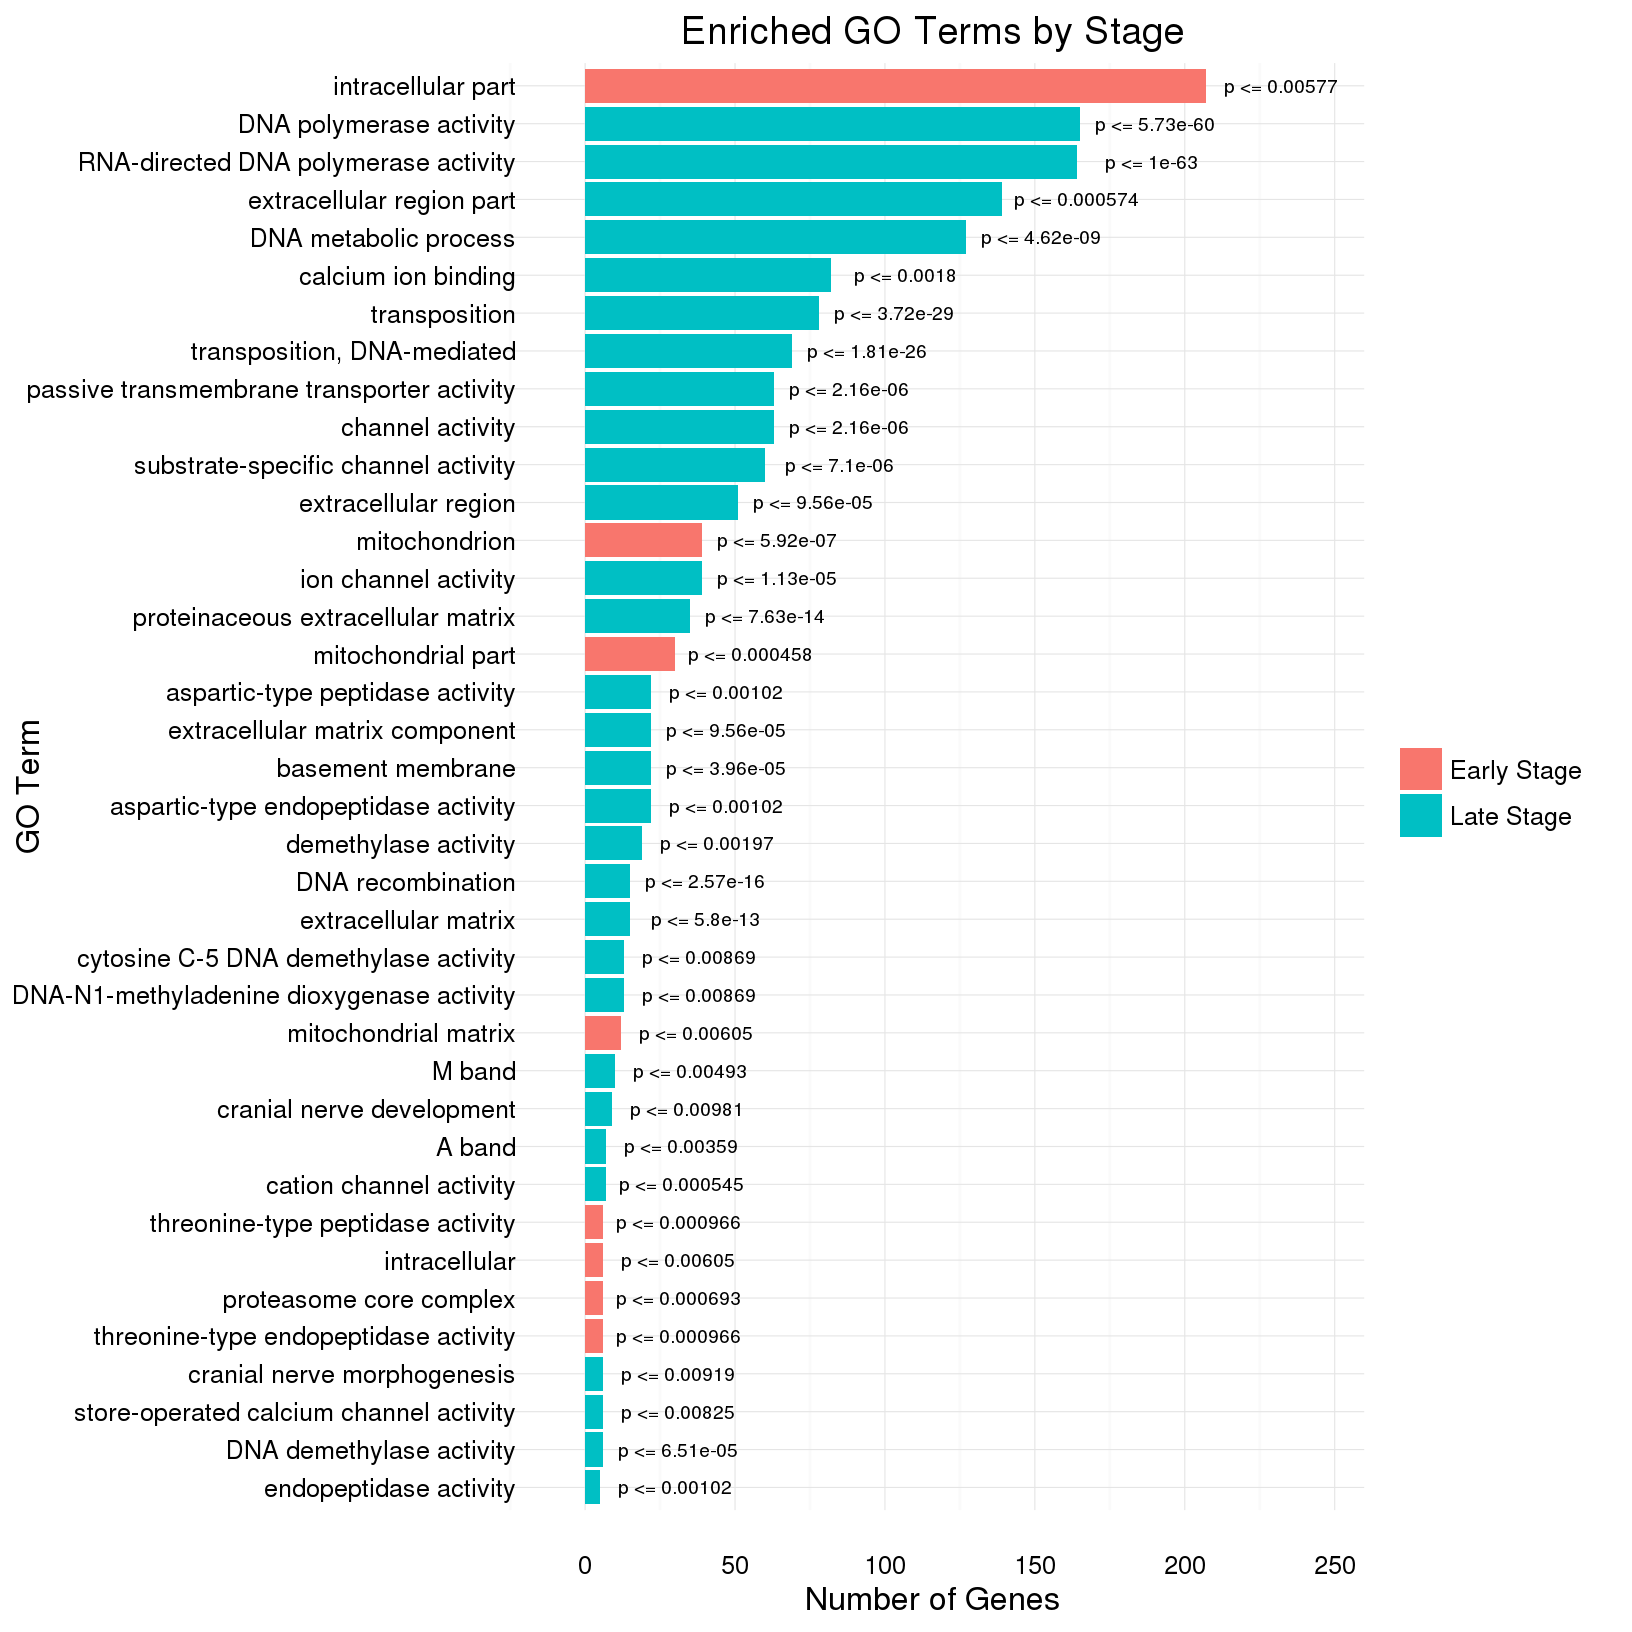 Enriched GO Terms by Stage
intracellular part p <= 0.00577
DNA polymerase activity p <= 5.73e-60
RNA-directed DNA polymerase activity p <= 1e-63
extracellular region part p <= 0.000574
DNA metabolic process p <= 4.62e-09
calcium ion binding p <= 0.0018
transposition p <= 3.72e-29
transposition, DNA-mediated p <= 1.81e-26
passive transmembrane transporter activity p <= 2.16e-06
channel activity p <= 2.16e-06
substrate-specific channel activity p <= 7.1e-06
extracellular region p <= 9.56e-05
mitochondrion p <= 5.92e-07
ion channel activity p <= 1.13e-05
proteinaceous extracellular matrix p <= 7.63e-14
mitochondrial part p <= 0.000458
aspartic-type peptidase activity p <= 0.00102
extracellular matrix component p <= 9.56e-05
basement membrane p <= 3.96e-05
aspartic-type endopeptidase activity p <= 0.00102
demethylase activity p <= 0.00197
DNA recombination p <= 2.57e-16
extracellular matrix p <= 5.8e-13
cytosine C-5 DNA demethylase activity p <= 0.00869
DNA-N1-methyladenine dioxygenase activity p <= 0.00869
mitochondrial matrix p <= 0.00605
M band p <= 0.00493
cranial nerve development p <= 0.00981
A band p <= 0.00359
cation channel activity p <= 0.000545
threonine-type peptidase activity p <= 0.000966
intracellular p <= 0.00605
proteasome core complex p <= 0.000693
threonine-type endopeptidase activity p <= 0.000966
cranial nerve morphogenesis p <= 0.00919
store-operated calcium channel activity p <= 0.00825
DNA demethylase activity p <= 6.51e-05
endopeptidase activity p <= 0.00102
0 50 100 150 200 250
Number of Genes
GO Term
Early Stage
Late Stage